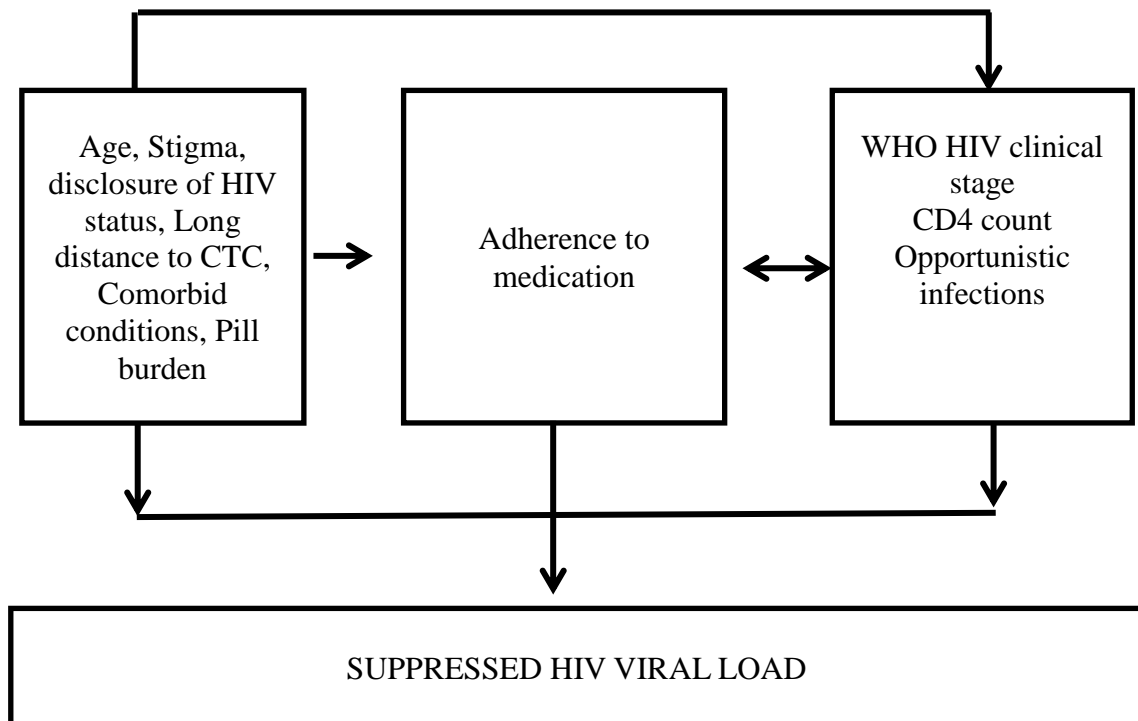 Age, Stigma,
disclosure of HIV
status, Long
distance to CTC,
Comorbid
conditions, Pill
burden
Adherence to
medication
WHO HIV clinical
stage
CD4 count
Opportunistic
infections
SUPPRESSED HIV VIRAL LOAD